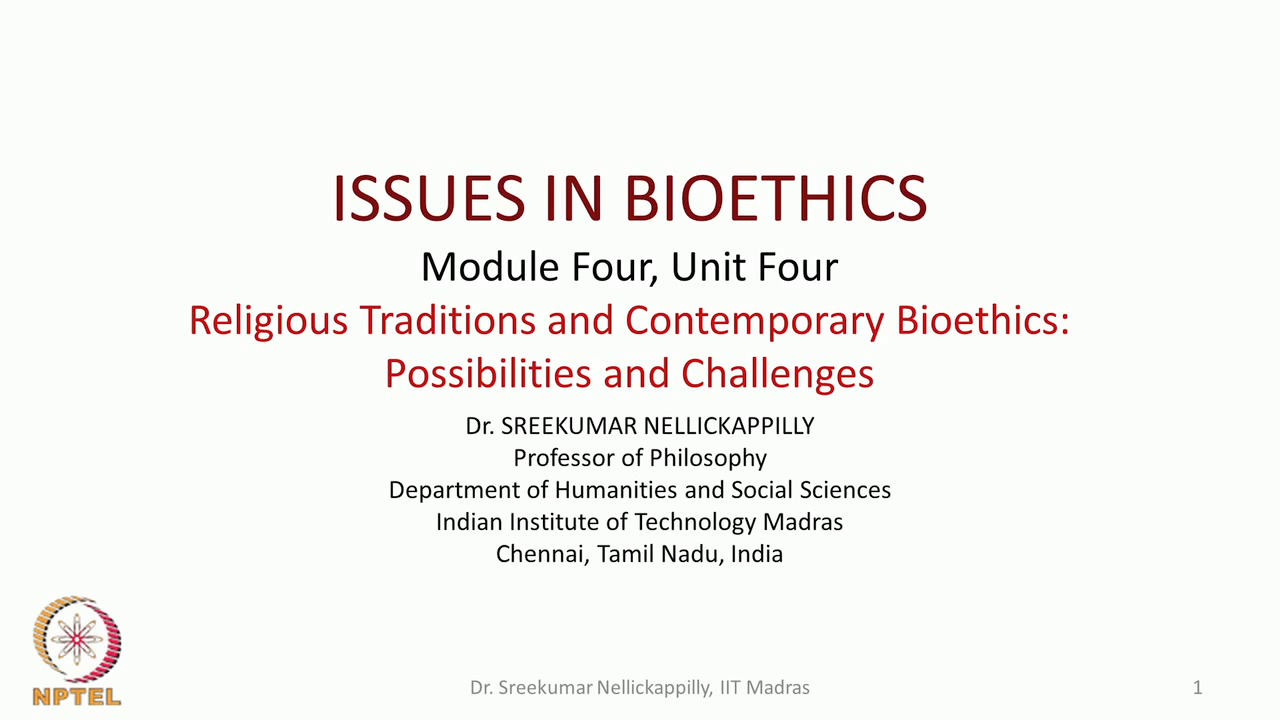 ISSUES IN BIOETHICS
Module Four, Unit Four
Religious Traditions and Contemporary Bioethics:
Possibilities and Challenges
Dr. SREEKUMAR NELLICKAPPILLY
Professor of Philosophy
Department of Humanities and Social Sciences
Indian Institute of Technology Madras
Chennai, Tamil Nadu, India
NPTEL
Dr. Sreekumar Nellickappilly, IIT Madras
1